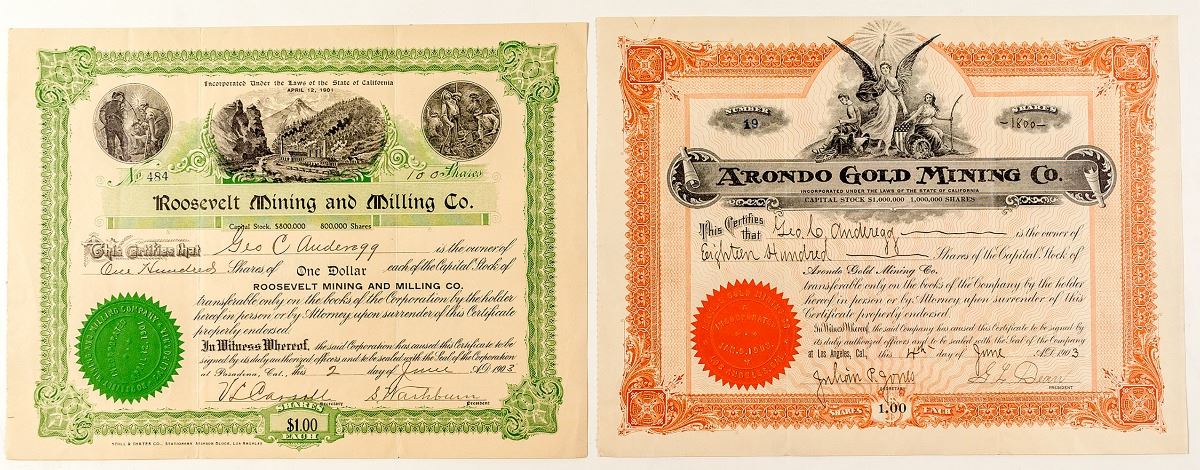 Incorporated Under the Laws of the State of California
APRIL 12, 1901
No 484
100 Shares
Roosevelt Mining and Milling Co.
Capital Stock, $800,000 800,000 Shares
This Certifies that Geo C Anderegg is the owner of
One Hundred Shares of One Dollar each of the Capital Stock of
ROOSEVELT MINING AND MILLING CO.
transferable only on the books of the Corporation by the holder
hereof in person or by Attorney upon surrender of this Certificate
properly endorsed.
In Witness Whereof, the said Corporation has caused this Certificate to be
signed by its duly authorized officers and to be sealed with the Seal of the Corporation
at Pasadena, Cal., this 2 day of June A.D. 1903
S Washburn
Secretary
President
SHARES
$1.00
EACH
STOLL & THAYER CO., STATIONERY, LOS ANGELES
NUMBER
19
SHARES
-1800-
ARONDO GOLD MINING CO.
INCORPORATED UNDER THE LAWS OF THE STATE OF CALIFORNIA
CAPITAL STOCK $1,000,000 1,000,000 SHARES
This Certifies
that Geo. C. Andregg is the owner of
Eighteen Hundred Shares of the Capital Stock of
Arondo Gold Mining Co.
transferable only on the books of the Company by the holder
hereof in person or by Attorney upon surrender of this
Certificate properly endorsed.
In Witness Whereof, the said Company has caused this Certificate to be signed by
its duly authorized officers and to be sealed with the Seal of the Company
at Los Angeles, Cal., this 4th day of June A.D. 1903
Julian P. Jones
SECRETARY
PRESIDENT
SHARES 1.00 EACH